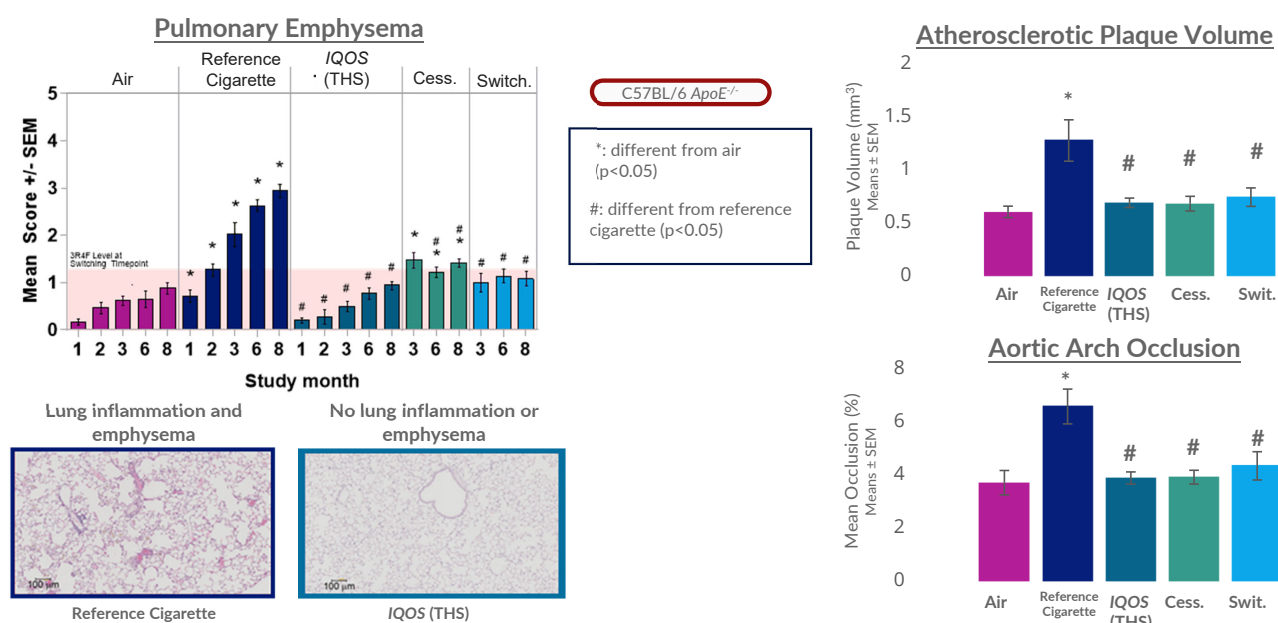 Pulmonary Emphysema
Air
Reference
Cigarette
IQOS
(THS)
Cess.
Switch.
Mean Score +/- SEM
5
4
3
2
1
0
3R4F Level at
Switching Timepoint
* * * * *
# # # # #
* # * # *
# # #
1 2 3 6 8 1 2 3 6 8 1 2 3 6 8 3 6 8 3 6 8
Study month
Lung inflammation and
emphysema
100 µm
Reference Cigarette
No lung inflammation or
emphysema
100 µm
IQOS (THS)
C57BL/6 ApoE-/-
*: different from air
(p<0.05)
#: different from reference
cigarette (p<0.05)
Atherosclerotic Plaque Volume
Plaque Volume (mm3)
Means ± SEM
2
1.5
1
0.5
0
* # # #
Air
Reference
Cigarette
IQOS
(THS)
Cess.
Swit.
Aortic Arch Occlusion
Mean Occlusion (%)
Means ± SEM
8
6
4
2
0
* # # #
Air
Reference
Cigarette
IQOS
(THS)
Cess.
Swit.